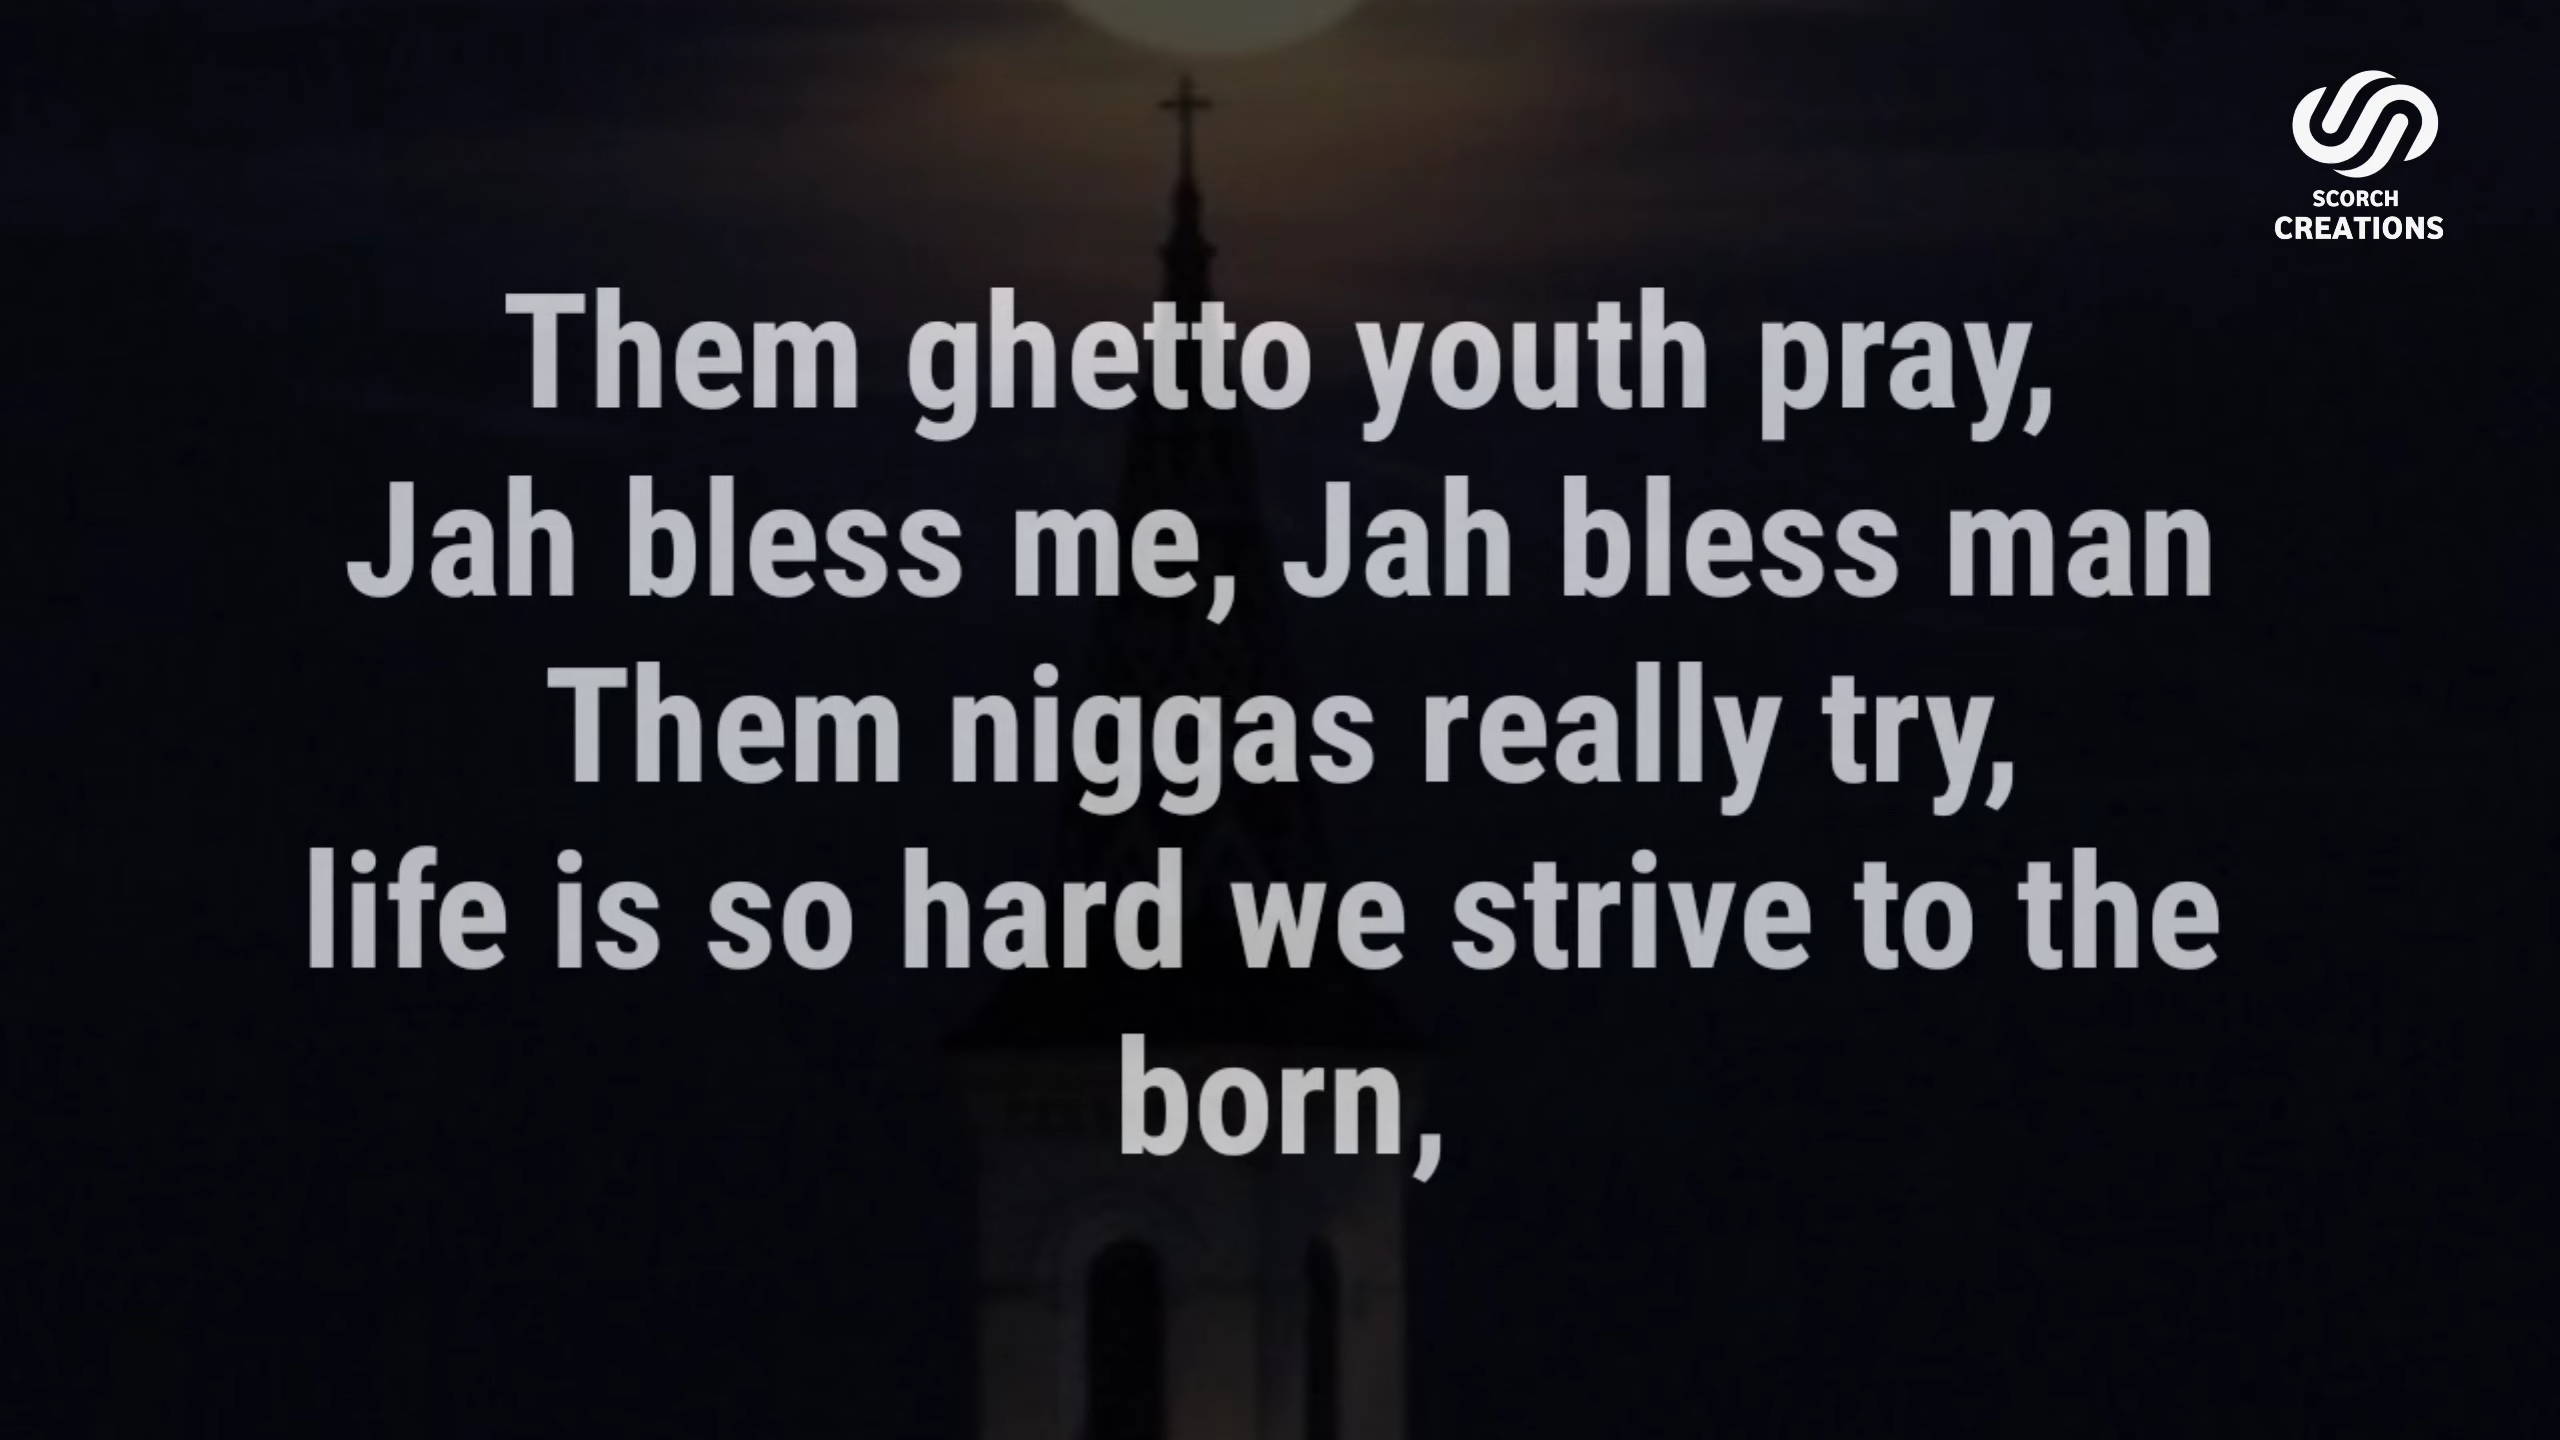 SCORCH
CREATIONS
Them ghetto youth pray,
Jah bless me, Jah bless man
Them niggas really try,
life is so hard we strive to the
born,